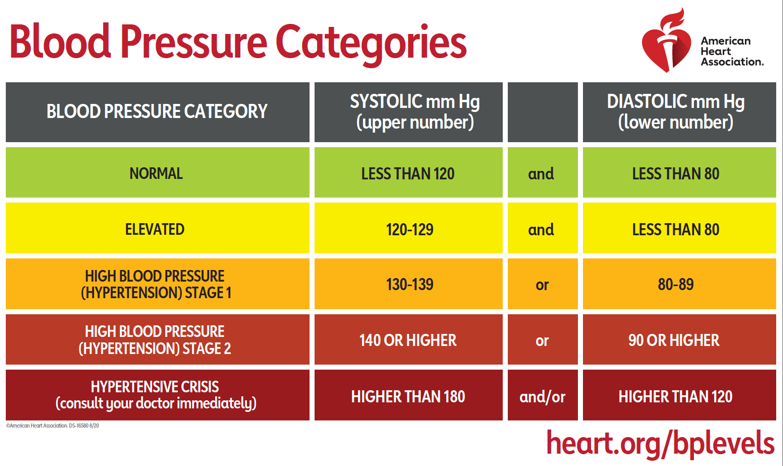 Blood Pressure Categories
American
Heart
Association.
BLOOD PRESSURE CATEGORY
SYSTOLIC mm Hg
(upper number)
DIASTOLIC mm Hg
(lower number)
NORMAL
LESS THAN 120
and
LESS THAN 80
ELEVATED
120-129
and
LESS THAN 80
HIGH BLOOD PRESSURE
(HYPERTENSION) STAGE 1
130-139
or
80-89
HIGH BLOOD PRESSURE
(HYPERTENSION) STAGE 2
140 OR HIGHER
or
90 OR HIGHER
HYPERTENSIVE CRISIS
(consult your doctor immediately)
HIGHER THAN 180
and/or
HIGHER THAN 120
©American Heart Association. DS-16580 8/20
heart.org/bplevels